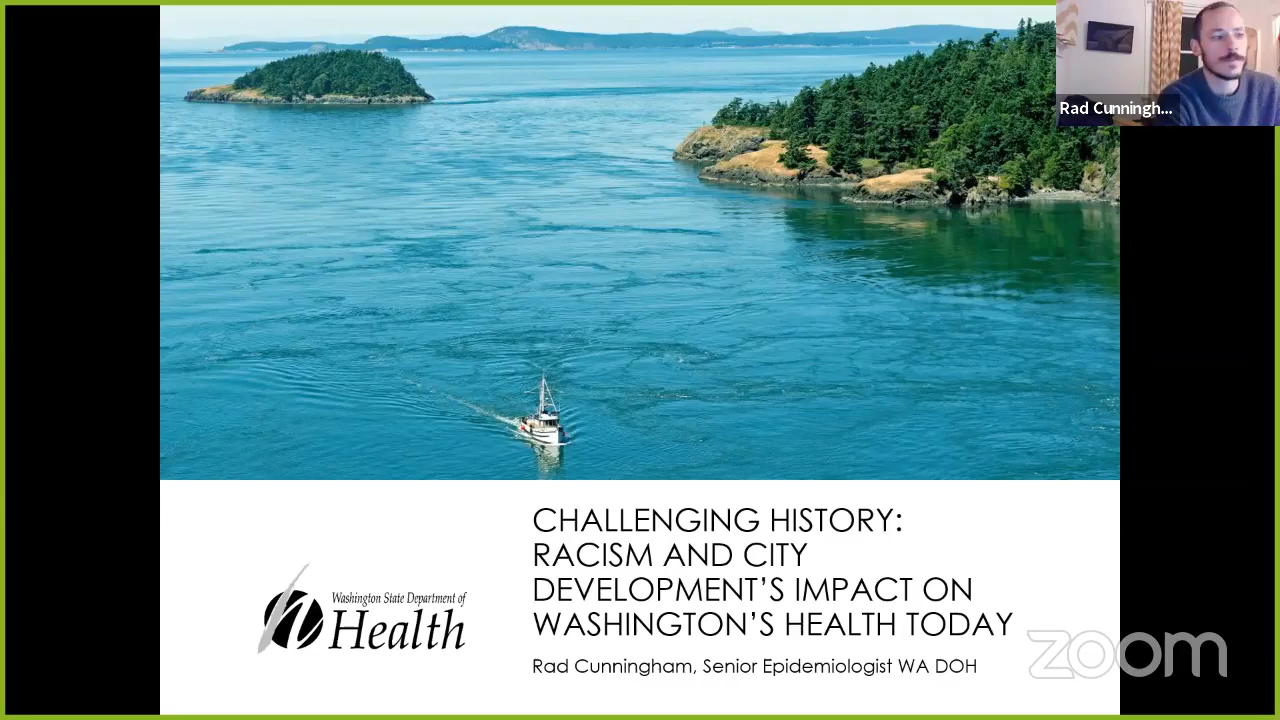 Rad Cunningh...
CHALLENGING HISTORY:
RACISM AND CITY
DEVELOPMENT'S IMPACT ON
WASHINGTON'S HEALTH TODAY
Washington State Department of
Health
Rad Cunningham, Senior Epidemiologist WA DOH
zoom